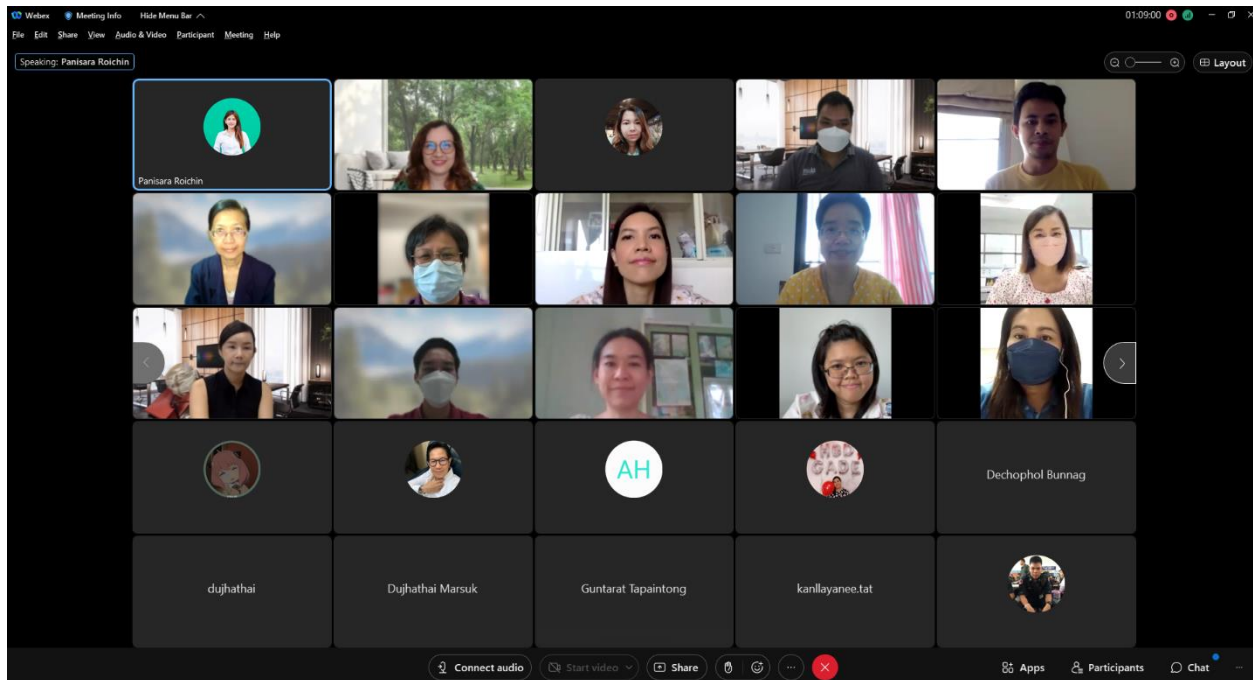 Webex Meeting Info Hide Menu Bar 01:09:00
File Edit Share View Audio & Video Participant Meeting Help
Speaking: Panisara Roichin
Layout
Panisara Roichin
AH
Dechophol Bunnag
dujhathai
Dujhathai Marsuk
Guntarat Tapaintong
kanllayanee.tat
Connect audio Start video Share Apps Participants Chat